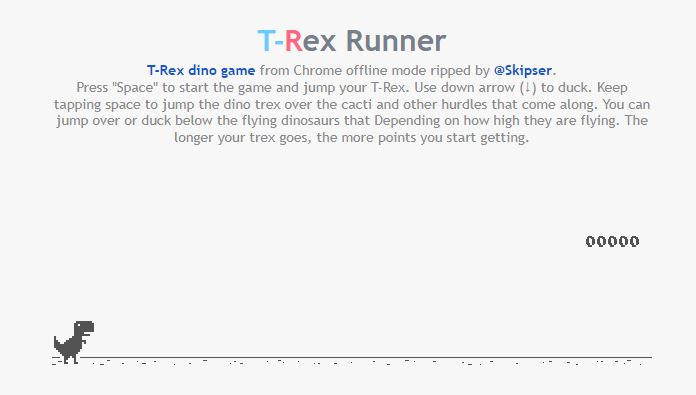 T-Rex Runner
T-Rex dino game from Chrome offline mode ripped by @Skipser.
Press "Space" to start the game and jump your T-Rex. Use down arrow (↓) to duck. Keep
tapping space to jump the dino trex over the cacti and other hurdles that come along. You can
jump over or duck below the flying dinosaurs that Depending on how high they are flying. The
longer your trex goes, the more points you start getting.
00000